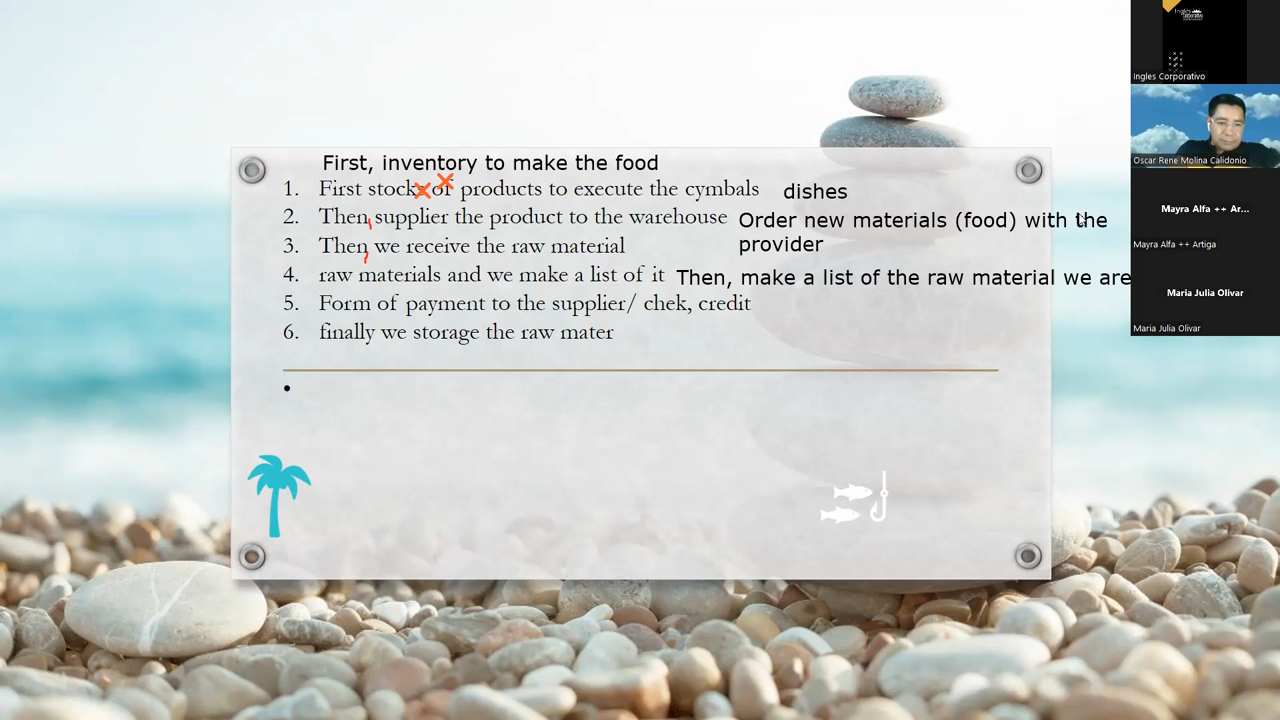 First, inventory to make the food
1. First stocks of products to execute the cymbals dishes
2. Then, supplier the product to the warehouse Order new materials (food) with the
provider
3. Then, we receive the raw material
4. raw materials and we make a list of it Then, make a list of the raw material we are
5. Form of payment to the supplier/ chek, credit
6. finally we storage the raw mater
•
Ingles Corporativo
Oscar Rene Molina Calidonio
Mayra Alfa ++ Ar...
Mayra Alfa ++ Artiga
Maria Julia Olivar
Maria Julia Olivar